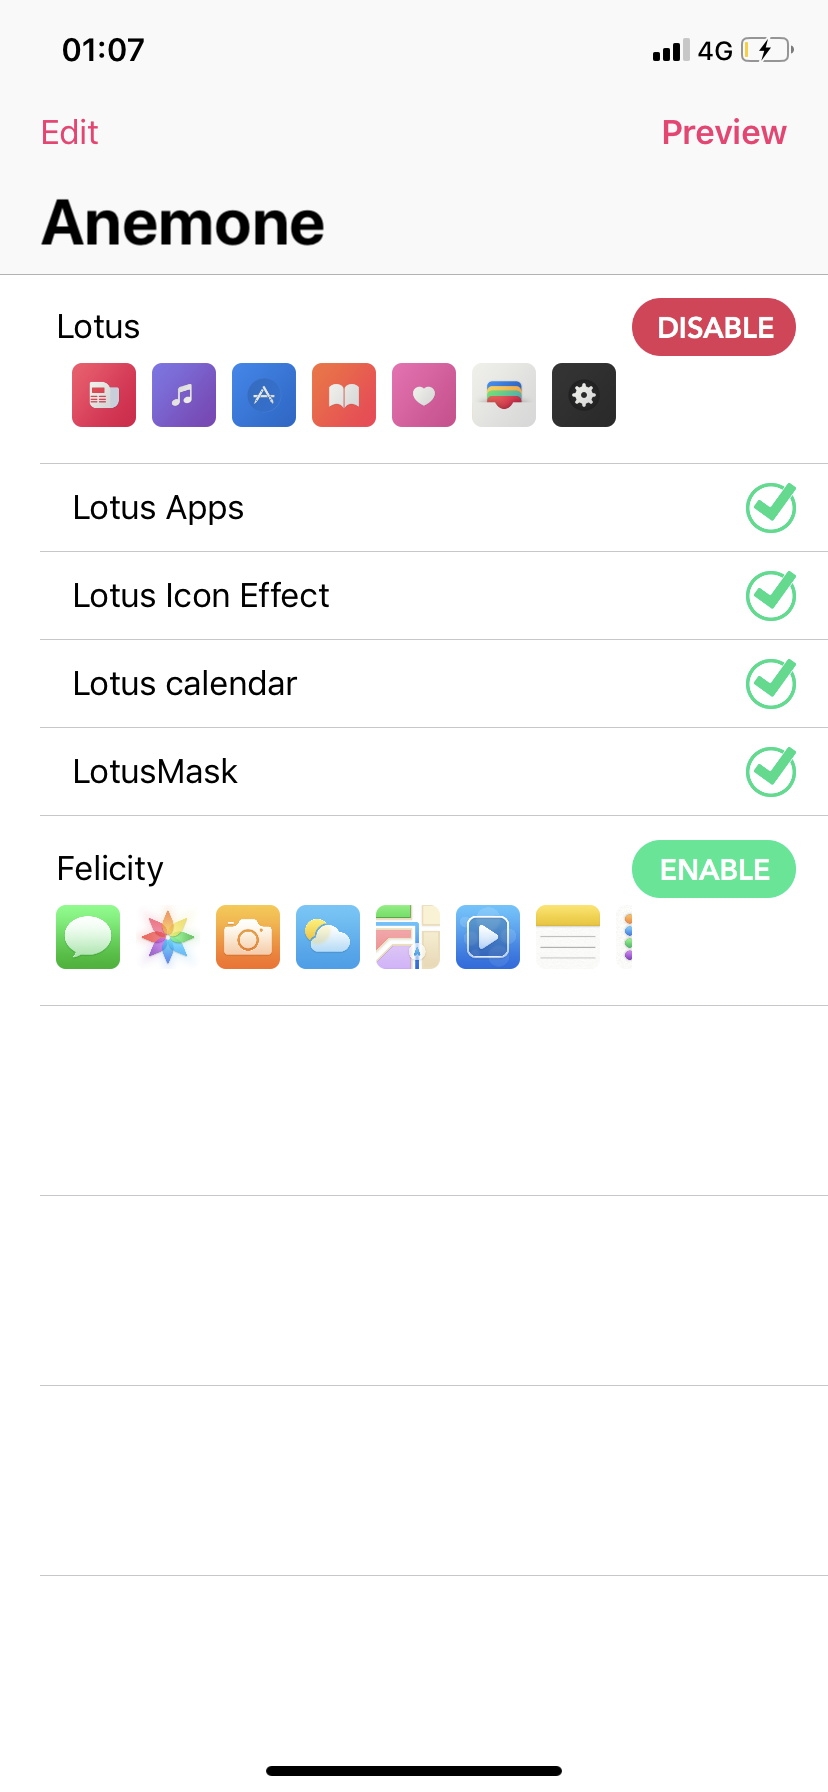 01:07 4G
Edit Preview
Anemone
Lotus DISABLE
Lotus Apps
Lotus Icon Effect
Lotus calendar
LotusMask
Felicity ENABLE